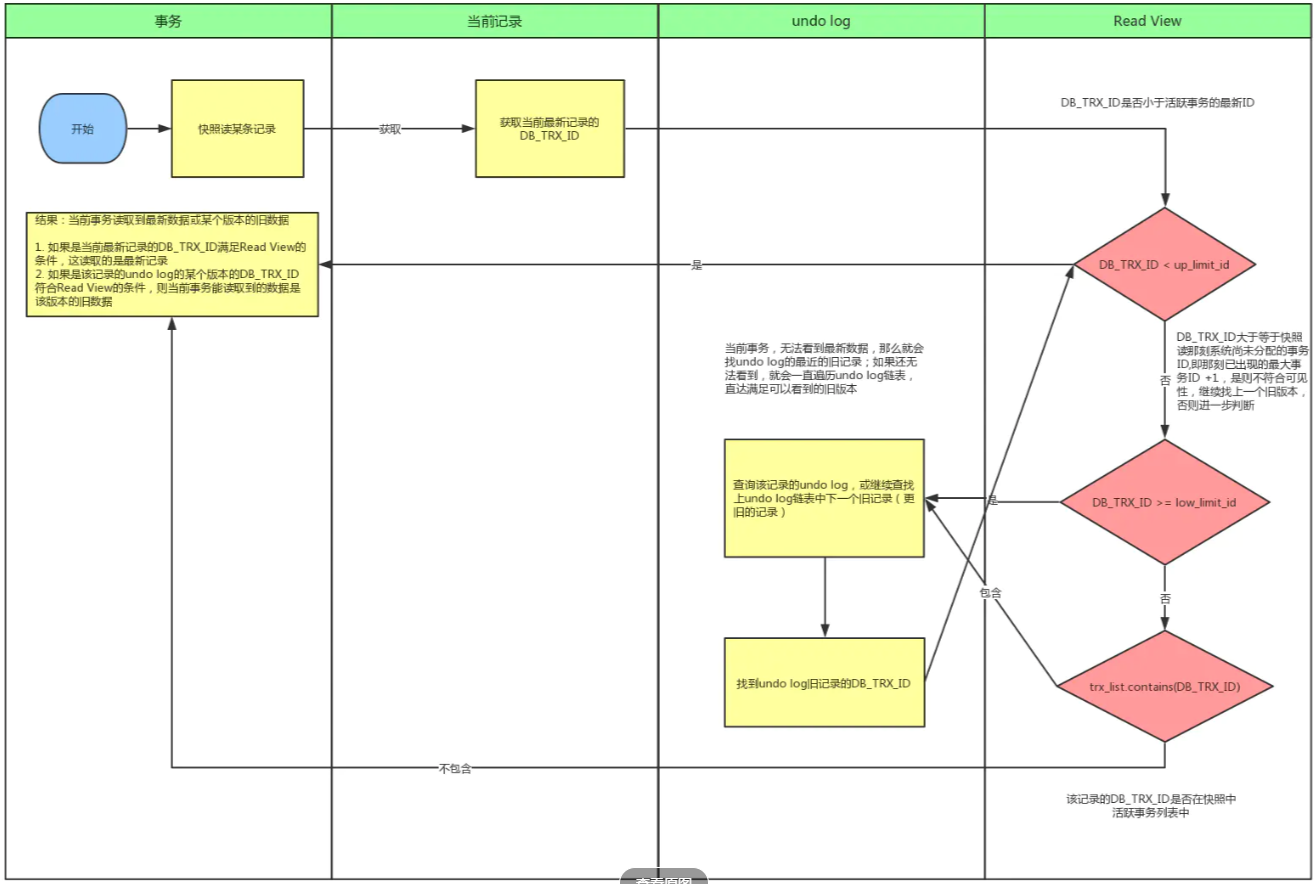 事务
当前记录
undo log
Read View
开始
快照读某条记录
获取
获取当前最新记录的
DB_TRX_ID
DB_TRX_ID是否小于活跃事务的最新ID
结果：当前事务读取到最新数据或某个版本的旧数据
1. 如果是当前最新记录的DB_TRX_ID满足Read View的
条件，这读取的是最新记录
2. 如果是该记录的undo log的某个版本的DB_TRX_ID
符合Read View的条件，则当前事务能读取到的数据是
该版本的旧数据
是
DB_TRX_ID < up_limit_id
当前事务，无法看到最新数据，那么就会
找undo log的最近的旧记录；如果还无
法看到，就会一直遍历undo log链表，
直达满足可以看到的旧版本
否
DB_TRX_ID大于等于快照
读那刻系统尚未分配的事务
ID,即那刻已出现的最大事
务ID +1，是则不符合可见
性，继续找上一个旧版本，
否则进一步判断
查询该记录的undo log，或继续查找
上undo log链表中下一个旧记录（更
旧的记录）
是
DB_TRX_ID >= low_limit_id
包含
否
找到undo log旧记录的DB_TRX_ID
trx_list.contains(DB_TRX_ID)
不包含
该记录的DB_TRX_ID是否在快照中
活跃事务列表中
查看原图